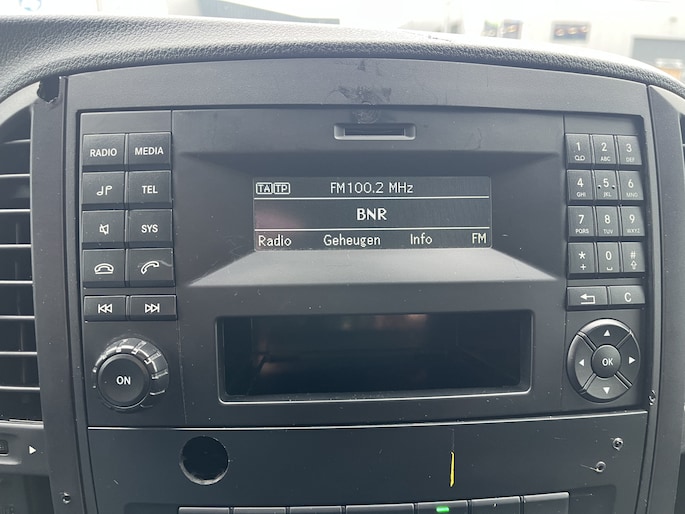 RADIO MEDIA
TEL
SYS
ON
TA TP FM100.2 MHz
BNR
Radio Geheugen Info FM
1 2 ABC 3 DEF
4 GHI 5 JKL 6 MNO
7 PQRS 8 TUV 9 WXYZ
* + 0 #
C
OK